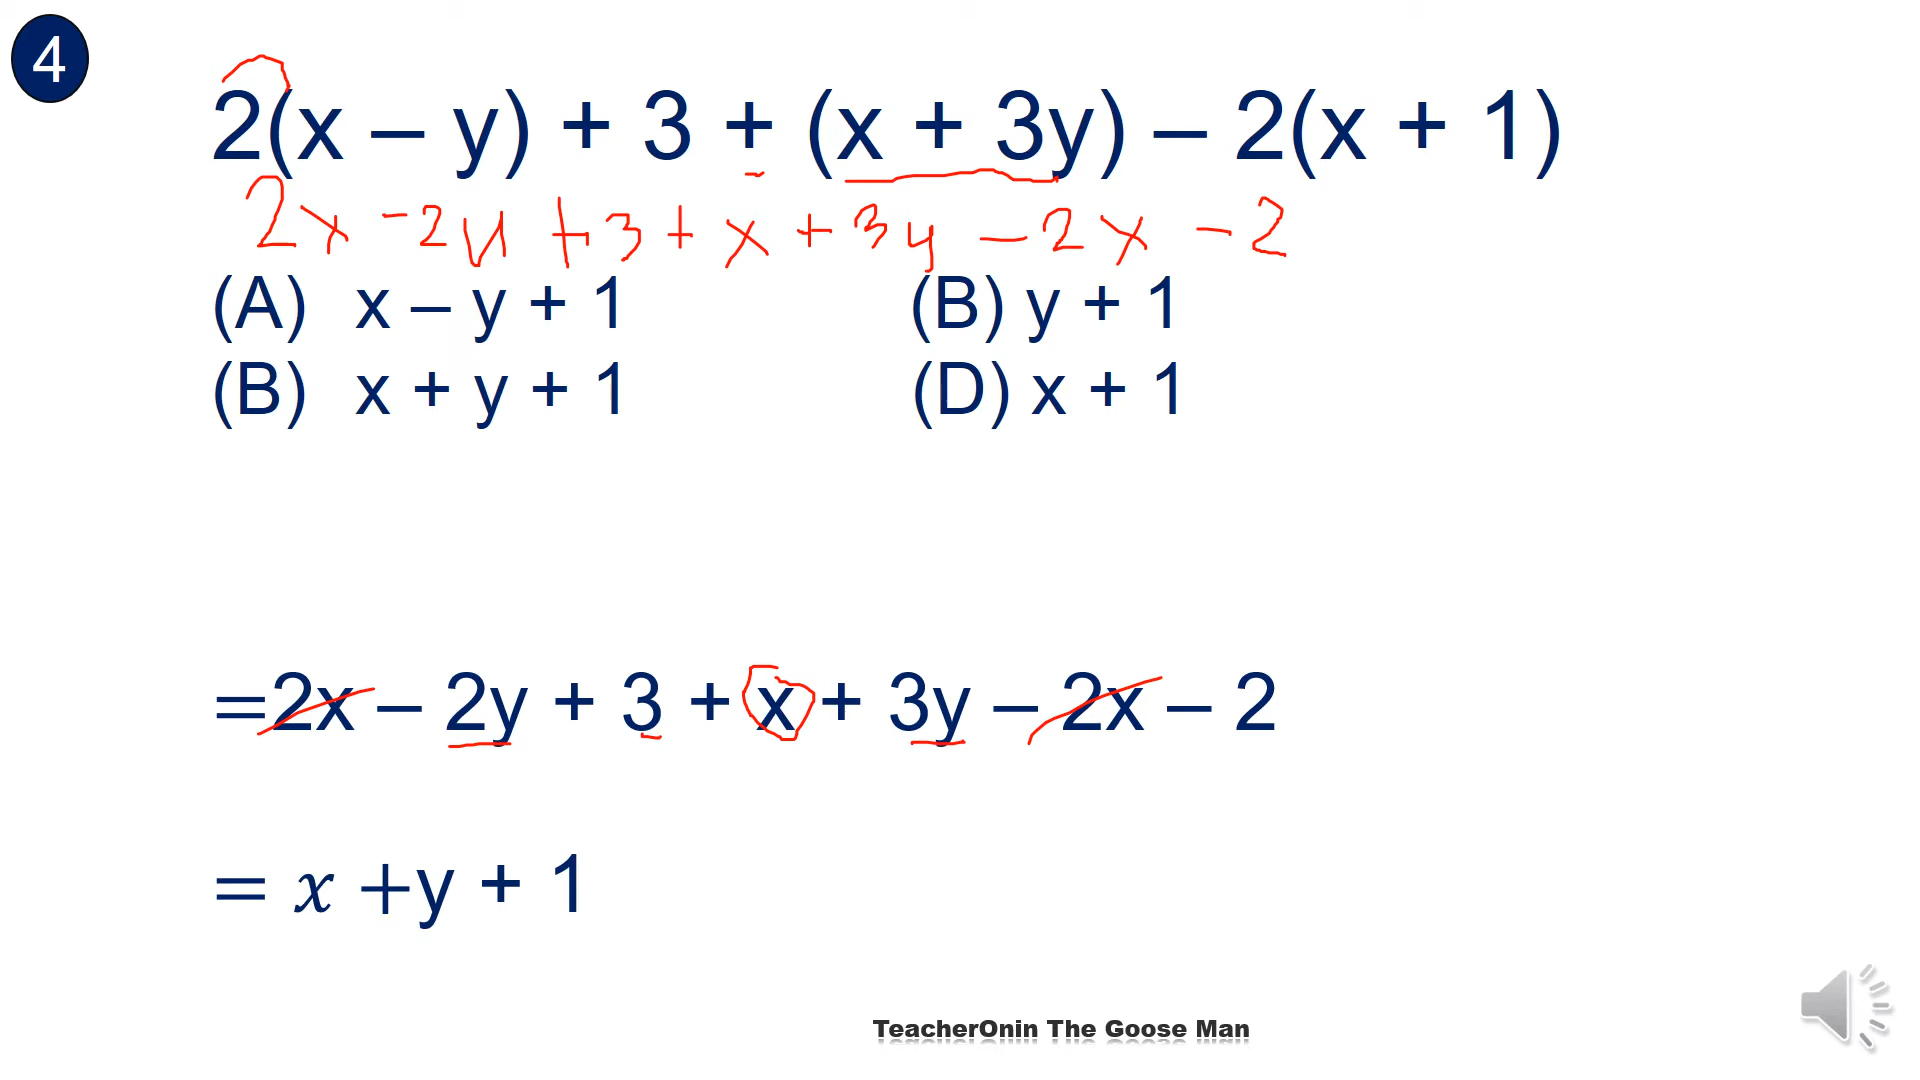 4
2(x – y) + 3 + (x + 3y) – 2(x + 1)
2x - 2y + 3 + x + 3y - 2x - 2
(A) x – y + 1 (B) y + 1
(B) x + y + 1 (D) x + 1
=2x – 2y + 3 + x + 3y – 2x – 2
= x +y + 1
TeacherOnin The Goose Man